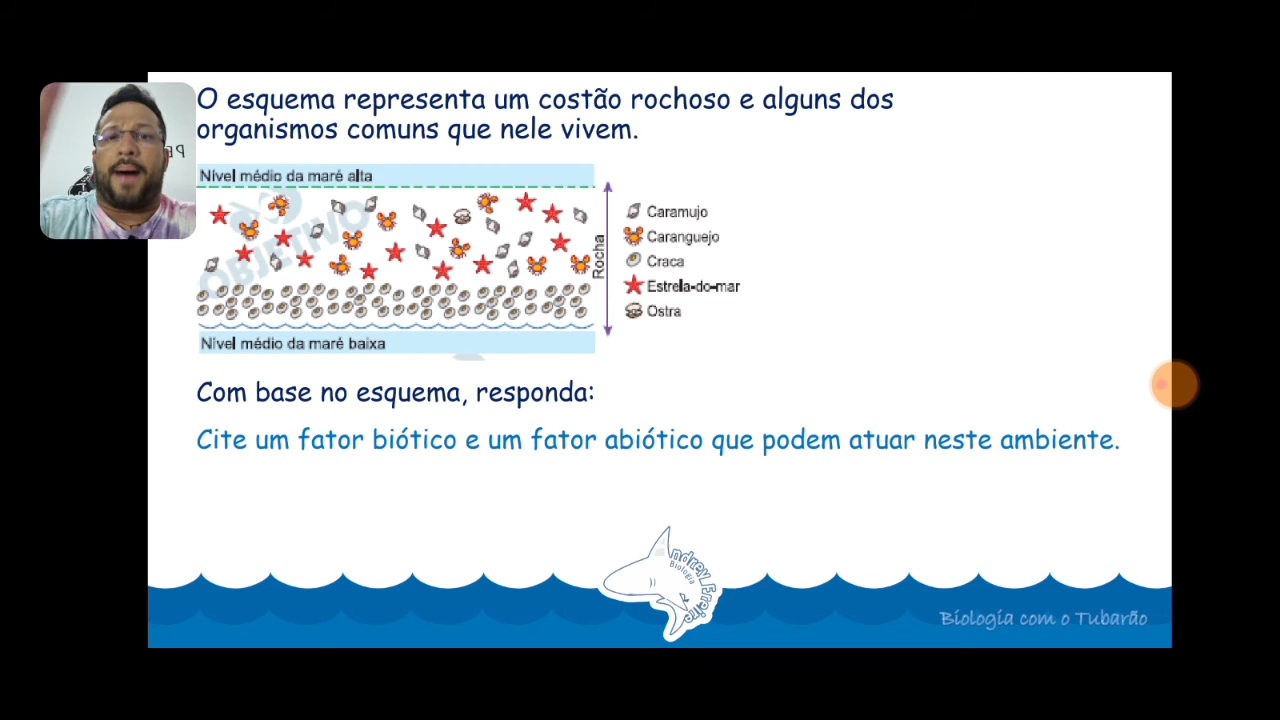 O esquema representa um costão rochoso e alguns dos
organismos comuns que nele vivem.
Nível médio da maré alta
OBJETIVO
Rocha
Caramujo
Caranguejo
Craca
Estrela-do-mar
Ostra
Nível médio da maré baixa
Com base no esquema, responda:
Cite um fator biótico e um fator abiótico que podem atuar neste ambiente.
Biologia
Biologia com o Tubarão